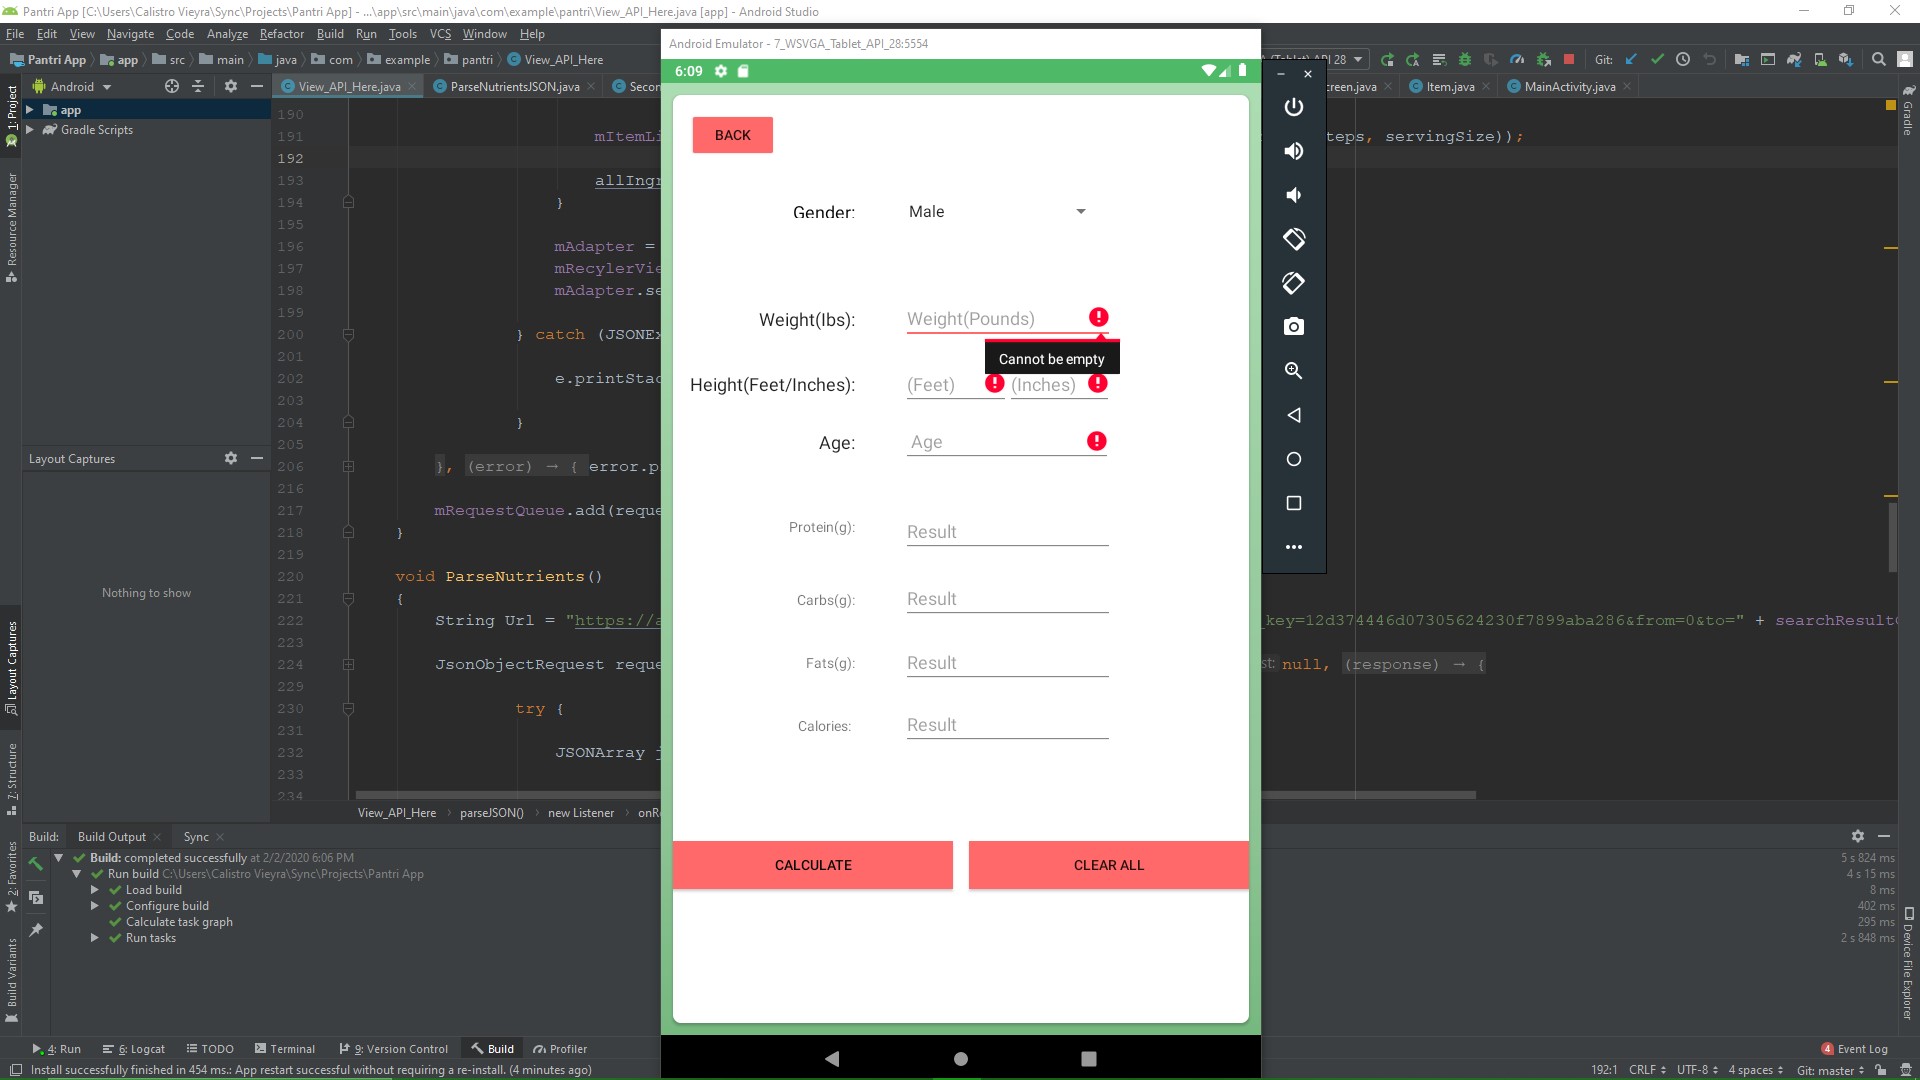 Pantri App [C:\Users\Calistro Vieyra\Sync\Projects\Pantri App] - ...\app\src\main\java\com\example\pantri\View_API_Here.java [app] - Android Studio
File Edit View Navigate Code Analyze Refactor Build Run Tools VCS Window Help
Pantri App app src main java com example pantri View_API_Here
28 Git:
Android
View_API_Here.java ParseNutrientsJSON.java Secon
creen.java Item.java MainActivity.java
1: Project
Resource Manager
Layout Captures
7: Structure
2: Favorites
Build Variants
Gradle
Device File Explorer
app
Gradle Scripts
Layout Captures
Nothing to show
190
191 mItemLi teps, servingSize));
192
193 allIngr
194 }
195
196 mAdapter =
197 mRecylerVie
198 mAdapter.se
199
200 } catch (JSONEx
201
202 e.printStac
203
204 }
205
206 }, (error) → { error.p
216
217 mRequestQueue.add(reque
218 }
219
220 void ParseNutrients()
221 {
222 String Url = "https://a _key=12d374446d07305624230f7899aba286&from=0&to=" + searchResult
223
224 JsonObjectRequest reque st: null, (response) → {
229
230 try {
231
232 JSONArray j
233
234
View_API_Here parseJSON() new Listener onR
Android Emulator - 7_WSVGA_Tablet_API_28:5554
6:09
BACK
Gender: Male
Weight(lbs): Weight(Pounds)
Cannot be empty
Height(Feet/Inches): (Feet) (Inches)
Age: Age
Protein(g): Result
Carbs(g): Result
Fats(g): Result
Calories: Result
CALCULATE CLEAR ALL
Build: Build Output Sync
Build: completed successfully at 2/2/2020 6:06 PM 5 s 824 ms
Run build C:\Users\Calistro Vieyra\Sync\Projects\Pantri App 4 s 15 ms
Load build 8 ms
Configure build 402 ms
Calculate task graph 295 ms
Run tasks 2 s 848 ms
4: Run 6: Logcat TODO Terminal 9: Version Control Build Profiler 4 Event Log
Install successfully finished in 454 ms.: App restart successful without requiring a re-install. (4 minutes ago) 192:1 CRLF UTF-8 4 spaces Git: master